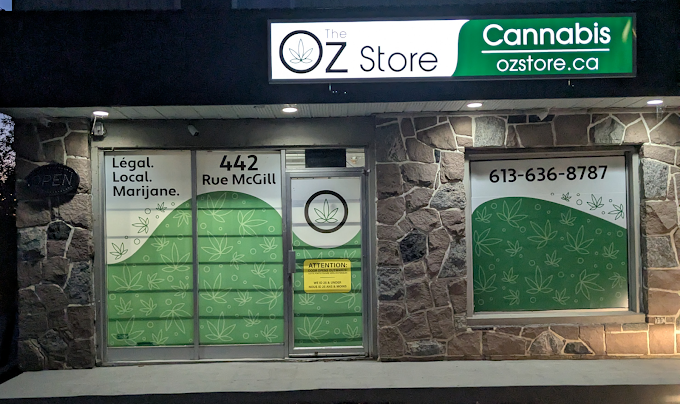 The
Oz Store
Cannabis
ozstore.ca
Légal.
Local.
Marijane.
442
Rue McGill
613-636-8787
OPEN
ATTENTION: